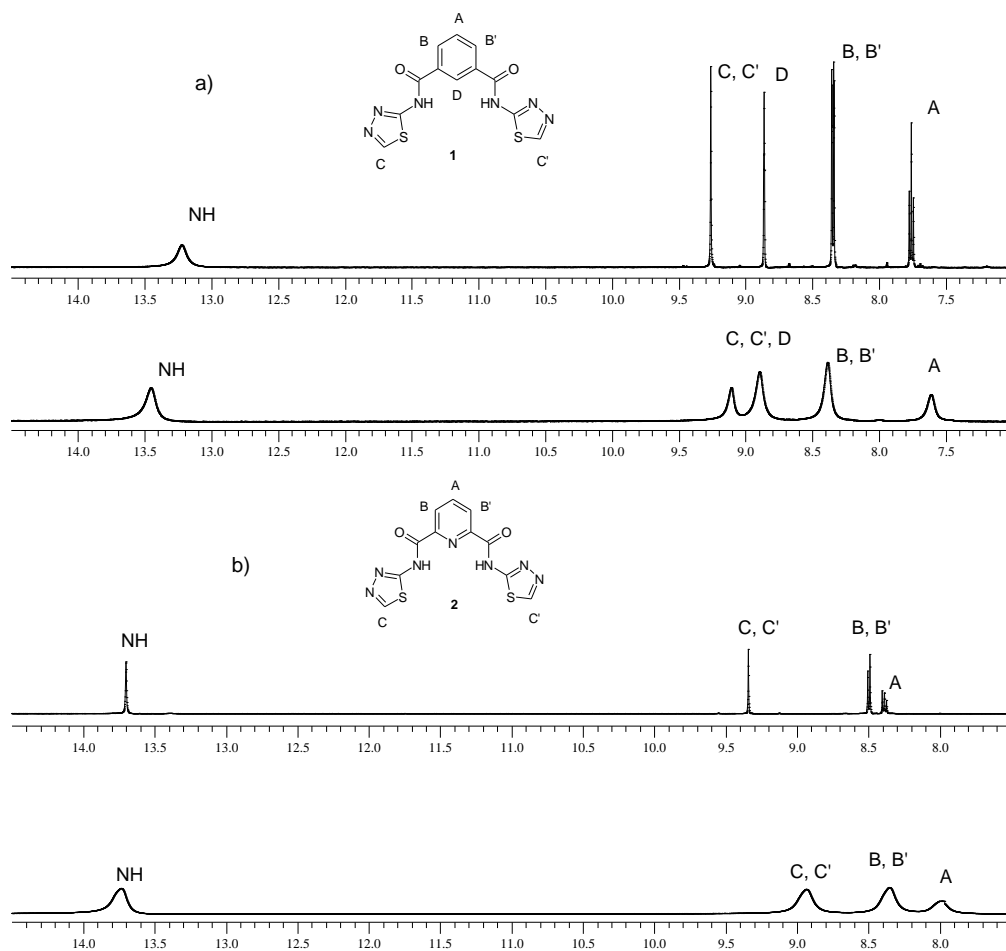 A
B B'
C, C' D B, B'
O O
a) A
NH D HN
N N
N N
S S
C 1 C'
NH
14.0 13.5 13.0 12.5 12.0 11.5 11.0 10.5 10.0 9.5 9.0 8.5 8.0 7.5
C, C', D
NH B, B' A
14.0 13.5 13.0 12.5 12.0 11.5 11.0 10.5 10.0 9.5 9.0 8.5 8.0 7.5
A
B B'
O N O
b) NH HN
N N
N N
S S
C 2 C'
NH C, C' B, B'
A
14.0 13.5 13.0 12.5 12.0 11.5 11.0 10.5 10.0 9.5 9.0 8.5 8.0
NH C, C' B, B' A
14.0 13.5 13.0 12.5 12.0 11.5 11.0 10.5 10.0 9.5 9.0 8.5 8.0